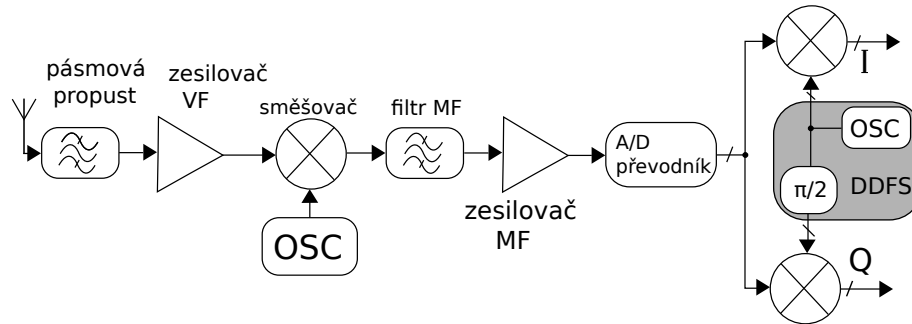 pásmová
propust
zesilovač
VF
směšovač
OSC
filtr MF
zesilovač
MF
A/D
převodník
I
OSC
π/2
DDFS
Q